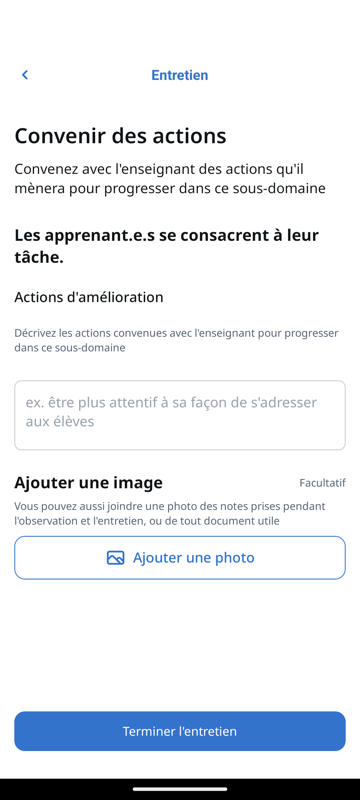 Entretien
Convenir des actions
Convenez avec l'enseignant des actions qu'il
mènera pour progresser dans ce sous-domaine
Les apprenant.e.s se consacrent à leur
tâche.
Actions d'amélioration
Décrivez les actions convenues avec l'enseignant pour progresser
dans ce sous-domaine
ex. être plus attentif à sa façon de s'adresser
aux élèves
Ajouter une image
Facultatif
Vous pouvez aussi joindre une photo des notes prises pendant
l'observation et l'entretien, ou de tout document utile
Ajouter une photo
Terminer l'entretien